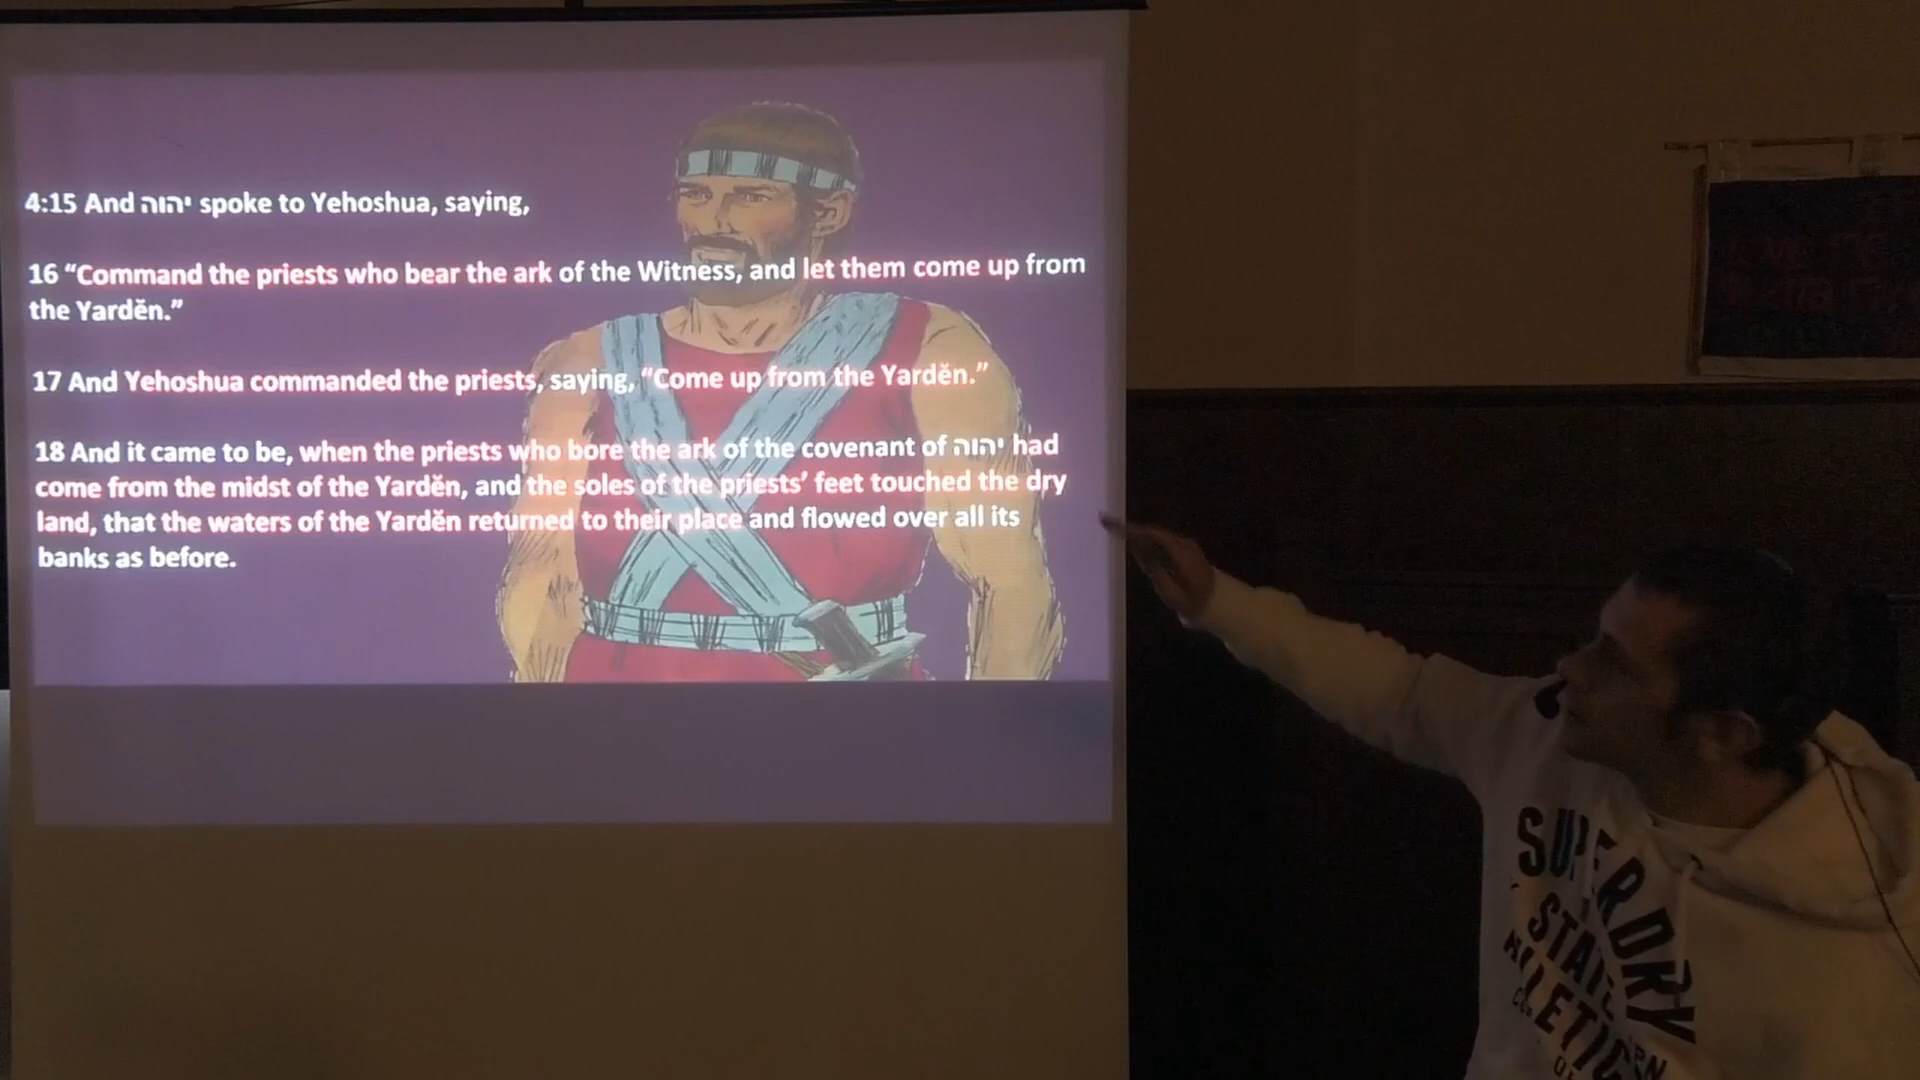 4:15 And יהוה spoke to Yehoshua, saying,
16 “Command the priests who bear the ark of the Witness, and let them come up from
the Yardĕn.”
17 And Yehoshua commanded the priests, saying, “Come up from the Yardĕn.”
18 And it came to be, when the priests who bore the ark of the covenant of יהוה had
come from the midst of the Yardĕn, and the soles of the priests’ feet touched the dry
land, that the waters of the Yardĕn returned to their place and flowed over all its
banks as before.
SUPERDRY